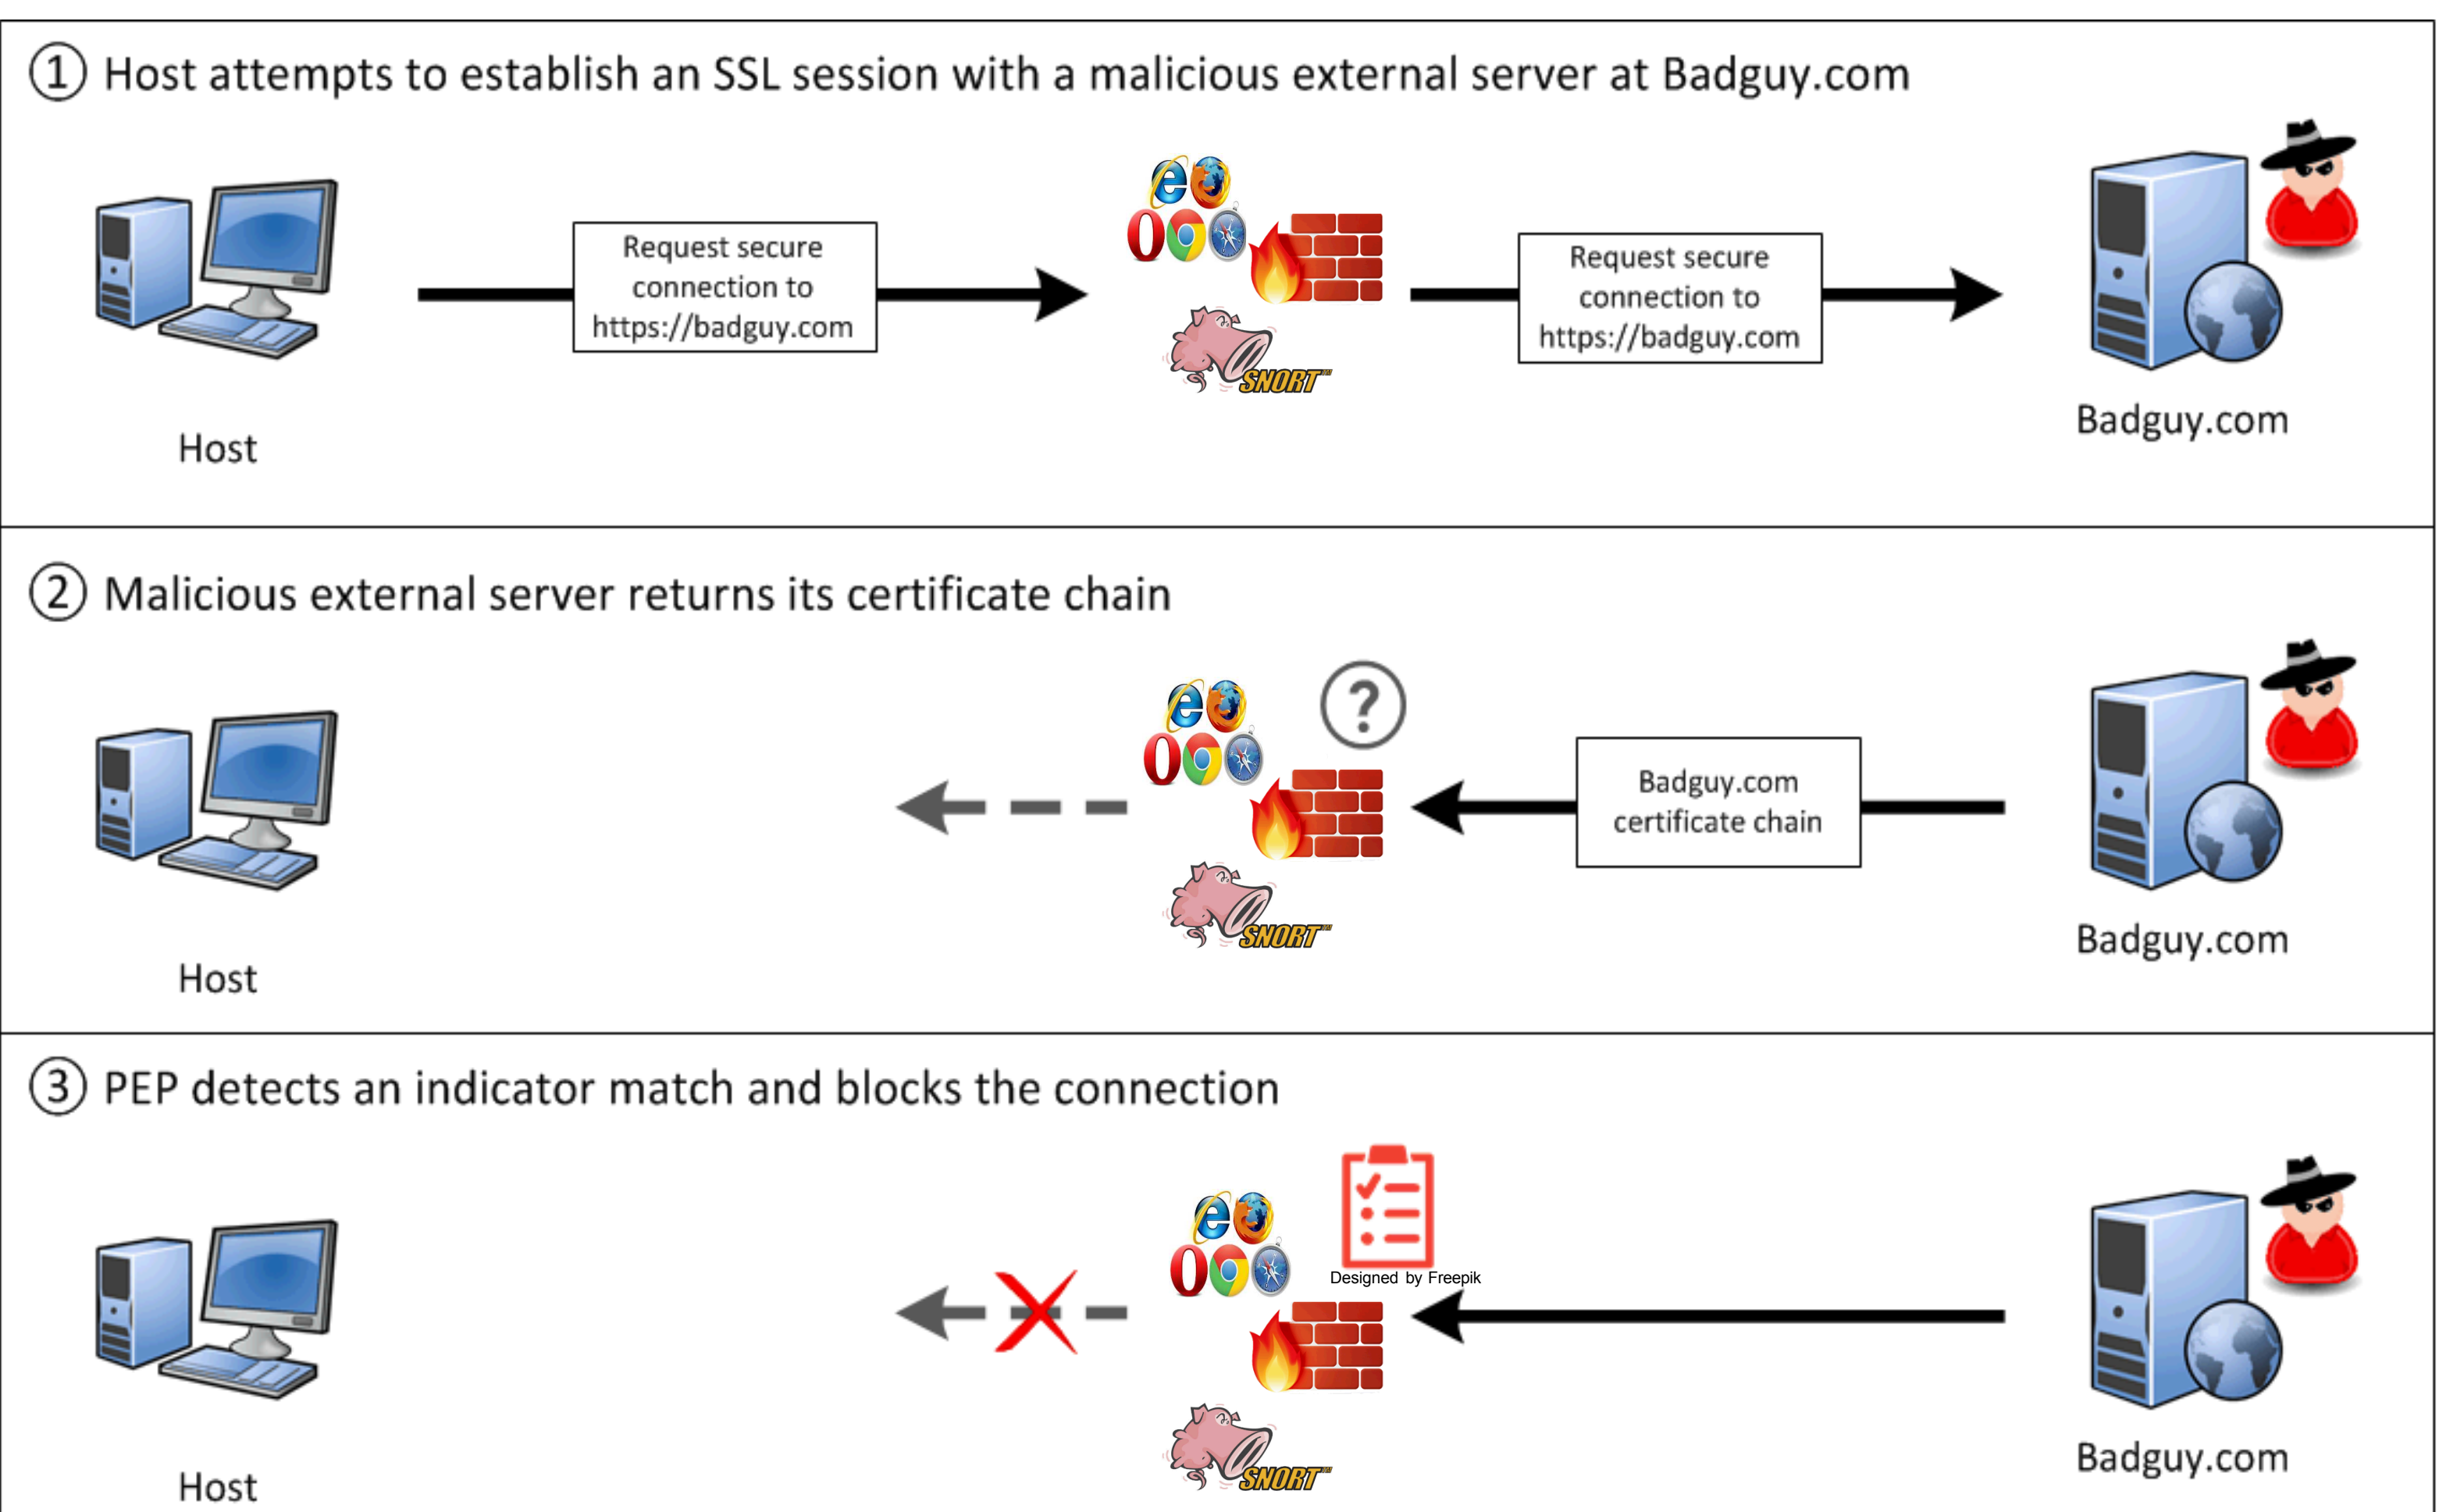 ① Host attempts to establish an SSL session with a malicious external server at Badguy.com
Request secure
connection to
https://badguy.com
Request secure
connection to
https://badguy.com
SNORT™
Host
Badguy.com
② Malicious external server returns its certificate chain
?
Badguy.com
certificate chain
SNORT™
Host
Badguy.com
③ PEP detects an indicator match and blocks the connection
Designed by Freepik
SNORT™
Host
Badguy.com